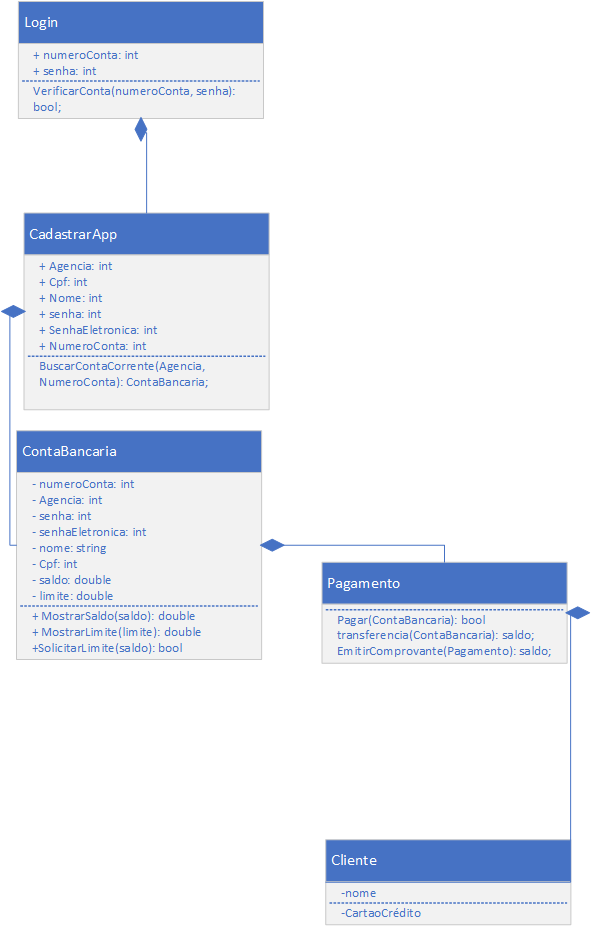 Login
+ numeroConta: int
+ senha: int
VerificarConta(numeroConta, senha):
bool;
CadastrarApp
+ Agencia: int
+ Cpf: int
+ Nome: int
+ senha: int
+ SenhaEletronica: int
+ NumeroConta: int
BuscarContaCorrente(Agencia,
NumeroConta): ContaBancaria;
ContaBancaria
- numeroConta: int
- Agencia: int
- senha: int
- senhaEletronica: int
- nome: string
- Cpf: int
- saldo: double
- limite: double
+ MostrarSaldo(saldo): double
+ MostrarLimite(limite): double
+SolicitarLimite(saldo): bool
Pagamento
Pagar(ContaBancaria): bool
transferencia(ContaBancaria): saldo;
EmitirComprovante(Pagamento): saldo;
Cliente
-nome
-CartaoCrédito